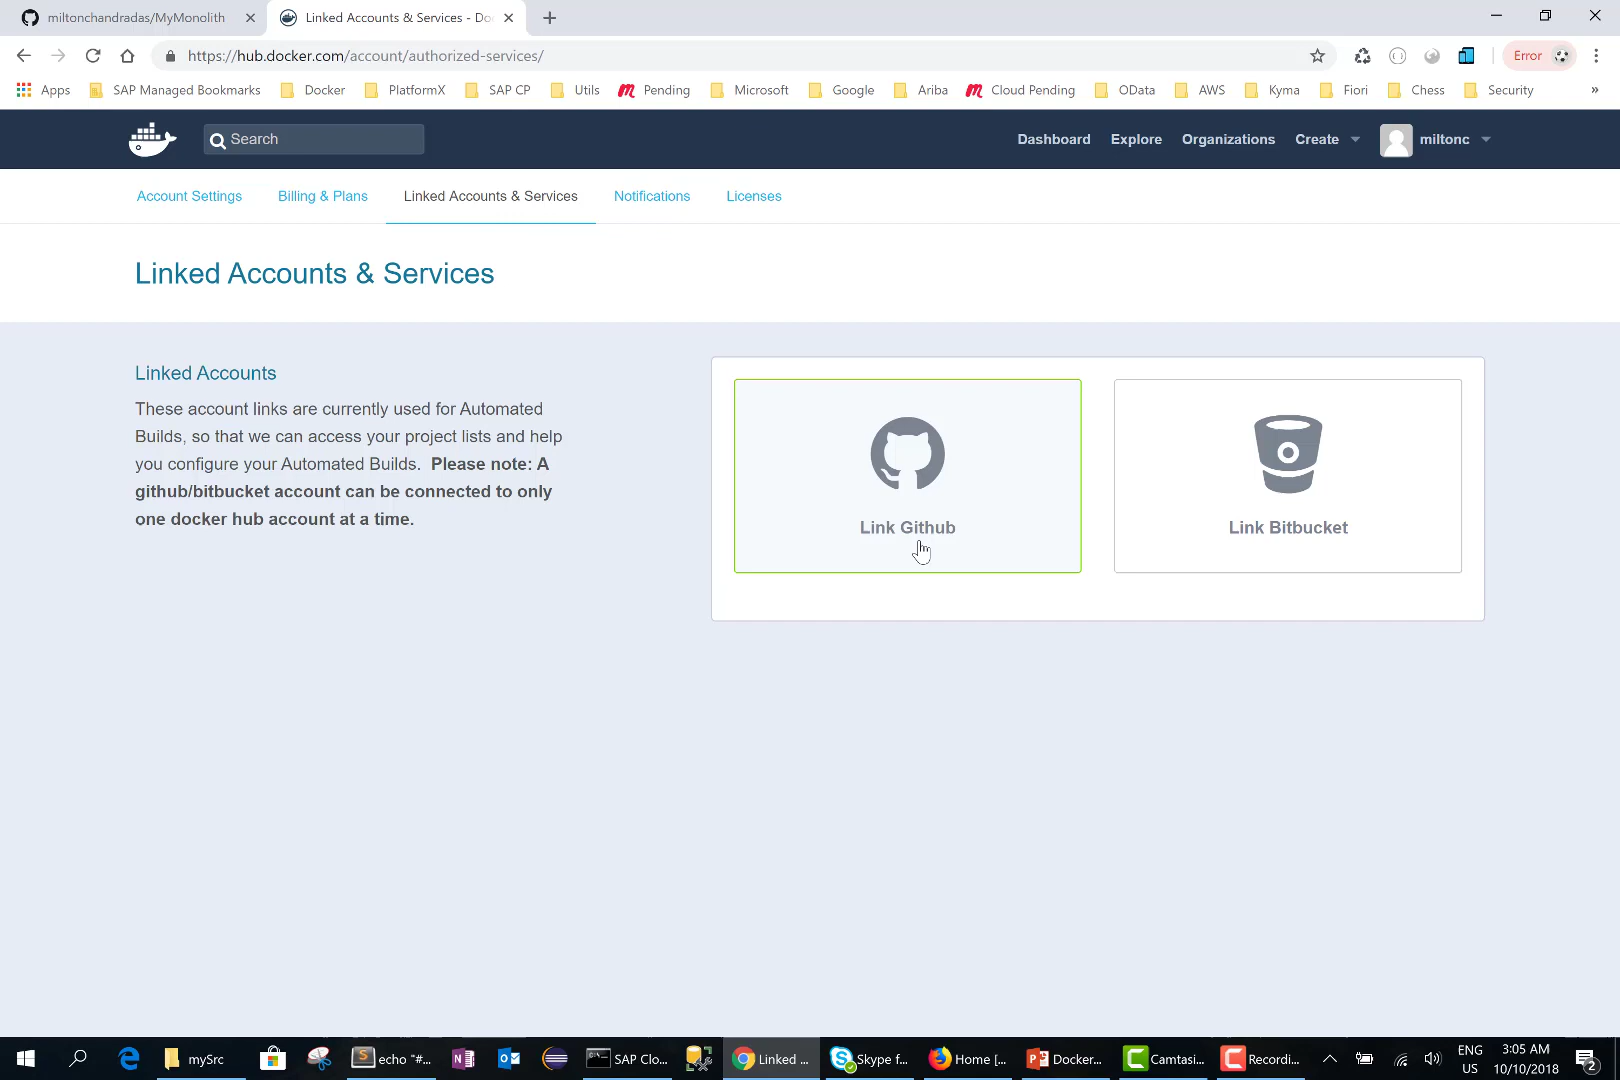 miltonchandradas/MyMonolith
Linked Accounts & Services - Do
https://hub.docker.com/account/authorized-services/
Error
Apps
SAP Managed Bookmarks
Docker
PlatformX
SAP CP
Utils
Pending
Microsoft
Google
Ariba
Cloud Pending
OData
AWS
Kyma
Fiori
Chess
Security
»
Search
Dashboard
Explore
Organizations
Create
miltonc
Account Settings
Billing & Plans
Linked Accounts & Services
Notifications
Licenses
Linked Accounts & Services
Linked Accounts
These account links are currently used for Automated
Builds, so that we can access your project lists and help
you configure your Automated Builds. Please note: A
github/bitbucket account can be connected to only
one docker hub account at a time.
Link Github
Link Bitbucket
mySrc
echo "#...
SAP Clo...
Linked ...
Skype f...
Home [...
Docker...
Camtasi...
Recordi...
ENG
US
3:05 AM
10/10/2018
2